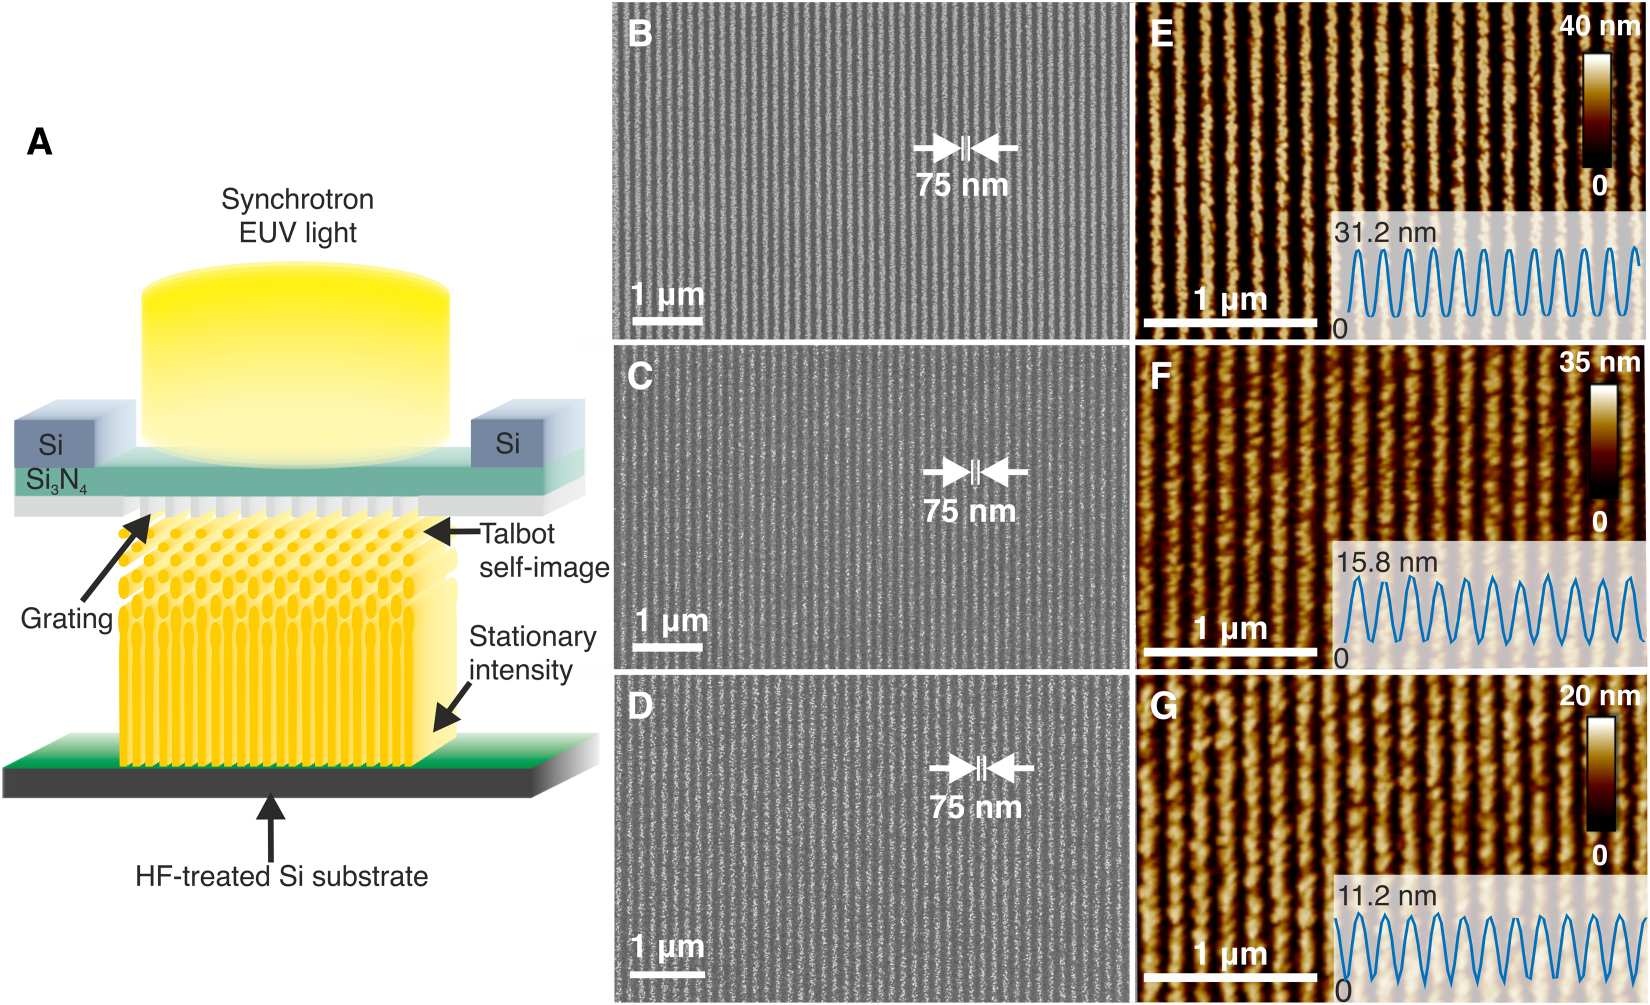 A
Synchrotron
EUV light
Si
Si
Si₃N₄
Talbot
self-image
Grating
Stationary
intensity
HF-treated Si substrate
B
75 nm
1 µm
C
75 nm
1 µm
D
75 nm
1 µm
E
40 nm
0
31.2 nm
1 µm
0
F
35 nm
0
15.8 nm
1 µm
0
G
20 nm
0
11.2 nm
1 µm
0